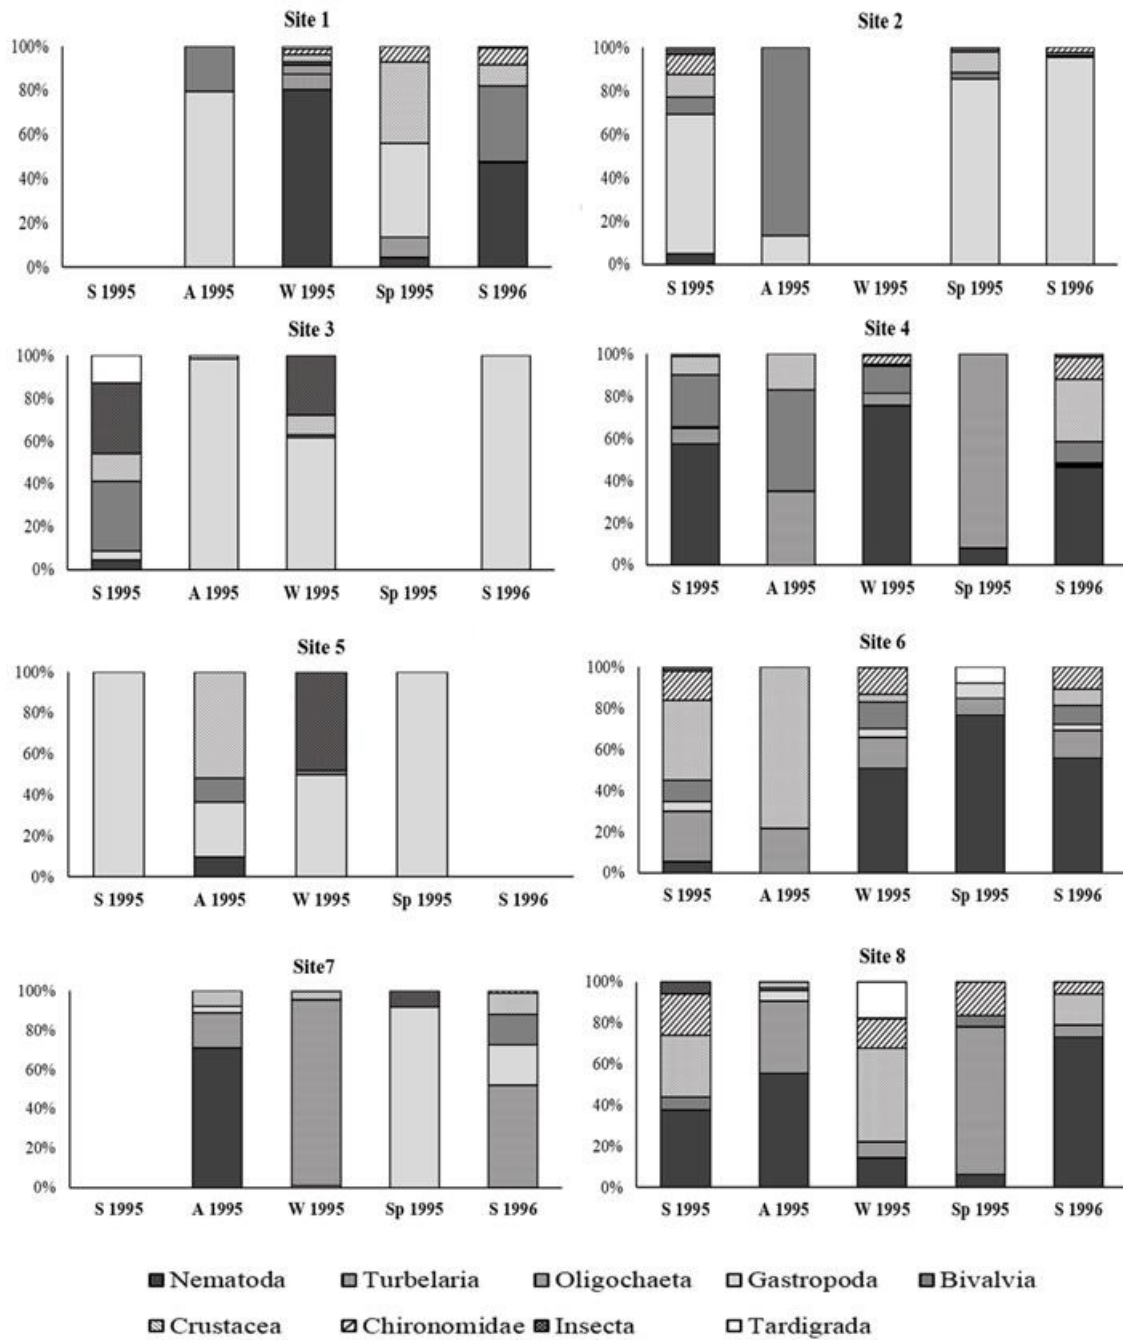 Site 1
100%
80%
60%
40%
20%
0%
S 1995 A 1995 W 1995 Sp 1995 S 1996
Site 2
100%
80%
60%
40%
20%
0%
S 1995 A 1995 W 1995 Sp 1995 S 1996
Site 3
100%
80%
60%
40%
20%
0%
S 1995 A 1995 W 1995 Sp 1995 S 1996
Site 4
100%
80%
60%
40%
20%
0%
S 1995 A 1995 W 1995 Sp 1995 S 1996
Site 5
100%
80%
60%
40%
20%
0%
S 1995 A 1995 W 1995 Sp 1995 S 1996
Site 6
100%
80%
60%
40%
20%
0%
S 1995 A 1995 W 1995 Sp 1995 S 1996
Site7
100%
80%
60%
40%
20%
0%
S 1995 A 1995 W 1995 Sp 1995 S 1996
Site 8
100%
80%
60%
40%
20%
0%
S 1995 A 1995 W 1995 Sp 1995 S 1996
Nematoda Turbelaria Oligochaeta Gastropoda Bivalvia
Crustacea Chironomidae Insecta Tardigrada